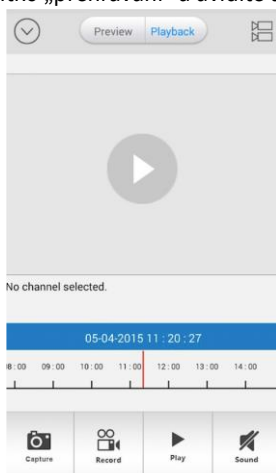 Preview Playback
No channel selected.
05-04-2015 11 : 20 : 27
09:00 10:00 11:00 12:00 13:00 14:00
Capture Record Play Sound